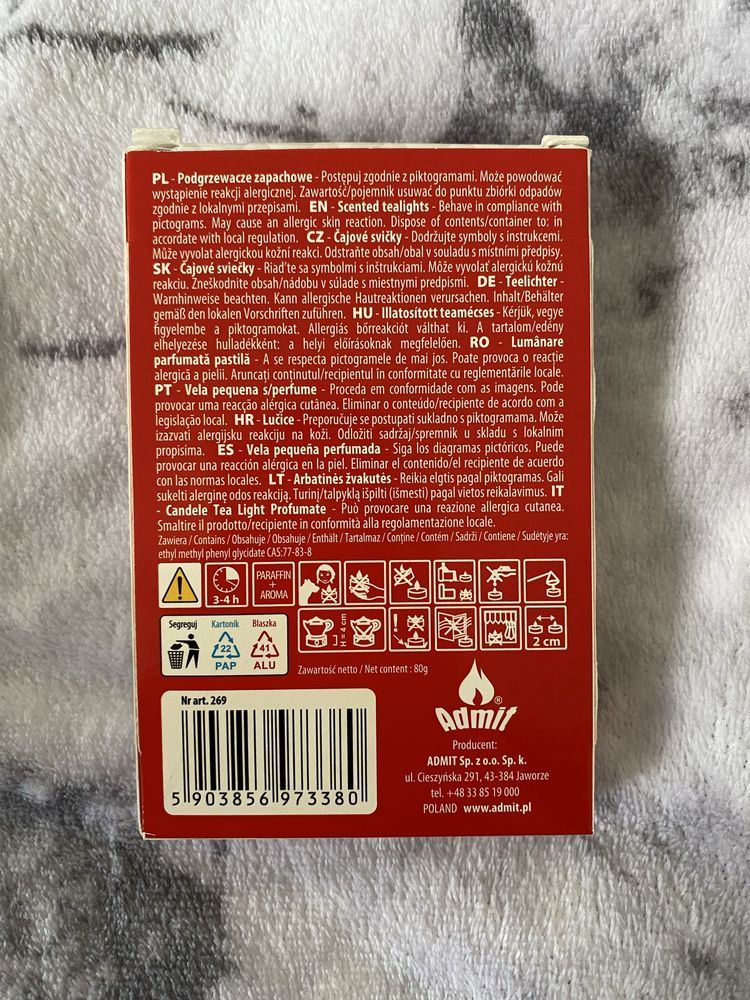 PL - Podgrzewacze zapachowe - Postępuj zgodnie z piktogramami. Może powodować
wystąpienie reakcji alergicznej. Zawartość/pojemnik usuwać do punktu zbiórki odpadów
zgodnie z lokalnymi przepisami. EN - Scented tealights - Behave in compliance with
pictograms. May cause an allergic skin reaction. Dispose of contents/container to: in
accordate with local regulation. CZ - Čajové svičky - Dodržujte symboly s instrukcemi.
Může vyvolat alergickou kožní reakci. Odstraňte obsah/obal v souladu s místními předpisy.
SK - Čajové sviečky - Riaď'te sa symbolmi s inštrukciami. Môže vyvolať alergickú kožnú
reakciu. Zneškodnite obsah/nádobu v súlade s miestnymi predpismi. DE - Teelichter -
Warnhinweise beachten. Kann allergische Hautreaktionen verursachen. Inhalt/Behälter
gemäß den lokalen Vorschriften zuführen. HU - Illatosított teamécses - Kérjük, vegye
figyelembe a piktogramokat. Allergiás bőrreakciót válthat ki. A tartalom/edény
elhelyezése hulladékként: a helyi előírásoknak megfelelően. RO - Lumânare
parfumată pastilă - A se respecta pictogramele de mai jos. Poate provoca o reacție
alergică a pielii. Aruncați conținutul/recipientul în conformitate cu reglementările locale.
PT - Vela pequena s/perfume - Proceda em conformidade com as imagens. Pode
provocar uma reacção alérgica cutânea. Eliminar o conteúdo/recipiente de acordo com a
legislação local. HR - Lučice - Preporučuje se postupati sukladno s piktogramama. Može
izazvati alergijsku reakciju na koži. Odložiti sadržaj/spremnik u skladu s lokalnim
propisima. ES - Vela pequeña perfumada - Siga los diagramas pictóricos. Puede
provocar una reacción alérgica en la piel. Eliminar el contenido/el recipiente de acuerdo
con las normas locales. LT - Arbatinės žvakutės - Reikia elgtis pagal piktogramas. Gali
sukelti alerginę odos reakciją. Turinį/talpyklą išpilti (išmesti) pagal vietos reikalavimus. IT
- Candele Tea Light Profumate - Può provocare una reazione allergica cutanea.
Smaltire il prodotto/recipiente in conformità alla regolamentazione locale.
Zawiera / Contains / Obsahuje / Obsahuje / Enthält / Tartalmaz / Conține / Contém / Sadrži / Contiene / Sudėtyje yra:
ethyl methyl phenyl glycidate CAS:77-83-8
3-4 h
PARAFFIN
+
AROMA
H = 4 cm
2 cm
Segreguj Kartonik Blaszka
22 41
PAP ALU
Zawartość netto / Net content : 80g
Nr art. 269
5 903856 973380
Admit®
Producent:
ADMIT Sp. z o.o. Sp. k.
ul. Cieszyńska 291, 43-384 Jaworze
tel. +48 33 85 19 000
POLAND www.admit.pl